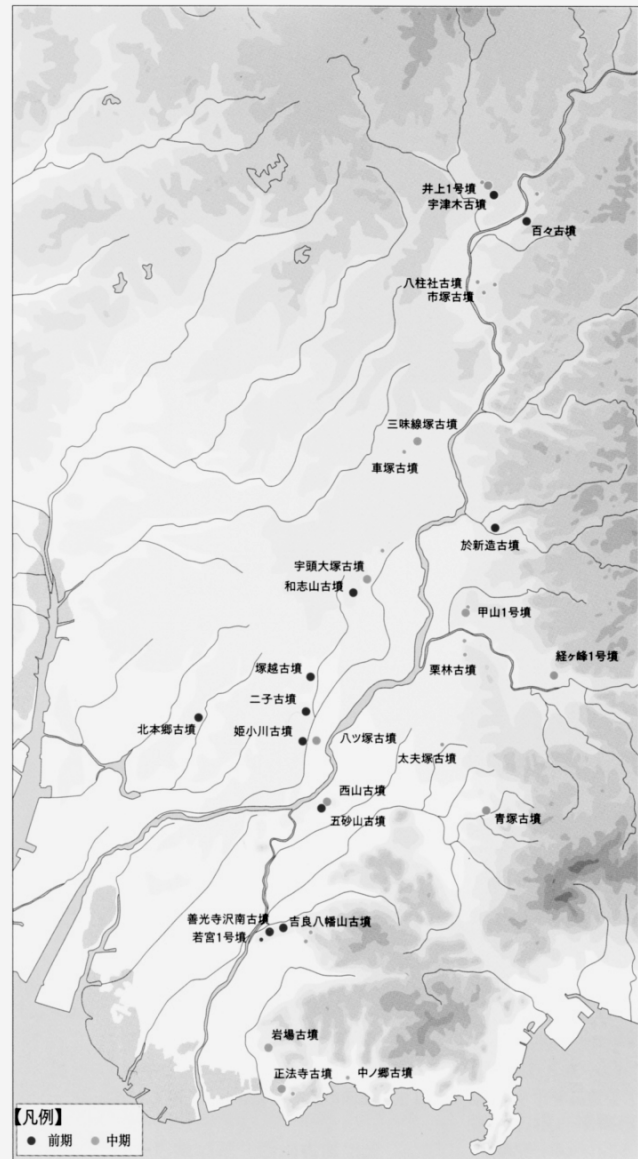 井上1号墳
宇津木古墳
百々古墳
八柱社古墳
市塚古墳
三味線塚古墳
車塚古墳
於新造古墳
宇頭大塚古墳
和志山古墳
甲山1号墳
栗林古墳
経ヶ峰1号墳
塚越古墳
二子古墳
北本郷古墳
姫小川古墳
八ツ塚古墳
太夫塚古墳
西山古墳
五砂山古墳
青塚古墳
善光寺沢南古墳
吉良八幡山古墳
若宮1号墳
岩場古墳
正法寺古墳
中ノ郷古墳
【凡例】
● 前期 ● 中期